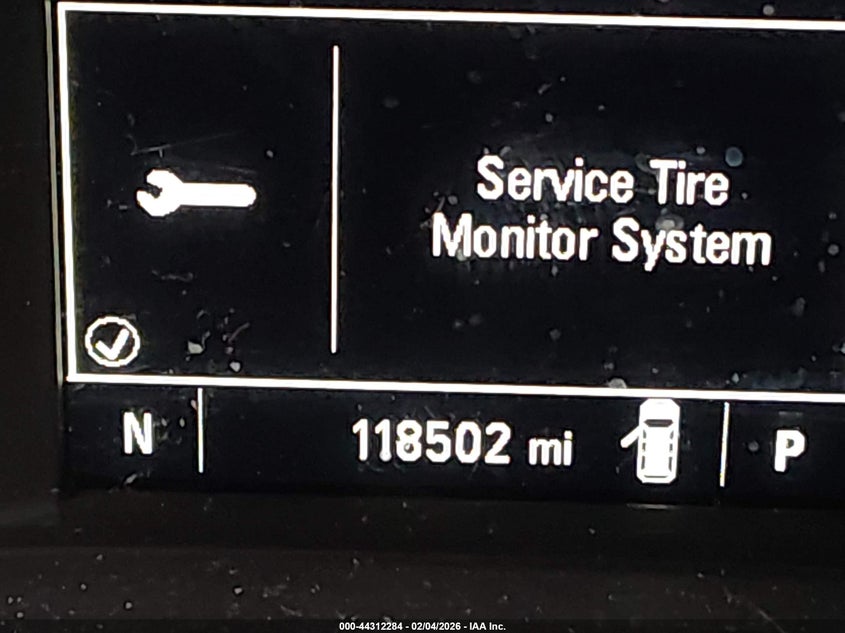 Service Tire
Monitor System
N
118502 mi
P
000-44312284 - 02/04/2026 - IAA Inc.